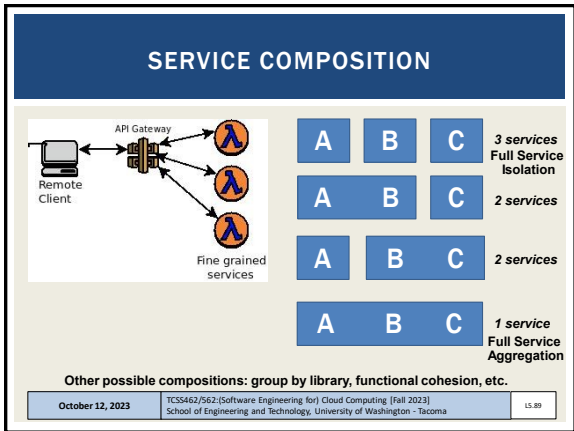 SERVICE COMPOSITION
API Gateway
Remote
Client
λ
λ
λ
Fine grained
services
A B C
3 services
Full Service
Isolation
A B C
2 services
A B C
2 services
A B C
1 service
Full Service
Aggregation
Other possible compositions: group by library, functional cohesion, etc.
October 12, 2023
TCSS462/562:(Software Engineering for) Cloud Computing [Fall 2023]
School of Engineering and Technology, University of Washington - Tacoma
L5.89